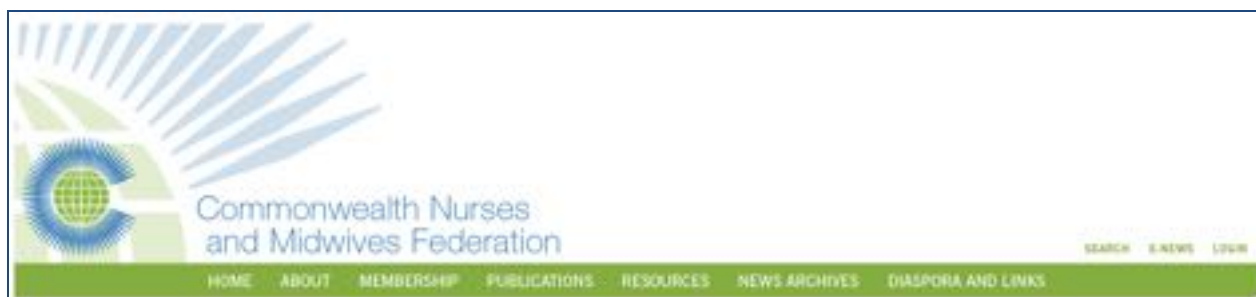 Commonwealth Nurses
and Midwives Federation
SEARCH E-NEWS LOGIN
HOME ABOUT MEMBERSHIP PUBLICATIONS RESOURCES NEWS ARCHIVES DIASPORA AND LINKS